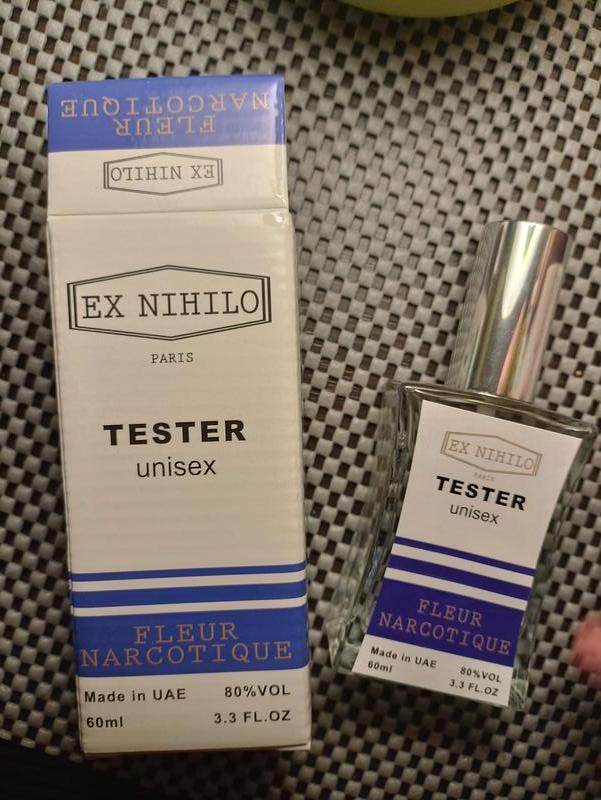 FLEUR
NARCOTIQUE
EX NIHILO
EX NIHILO
PARIS
TESTER
unisex
FLEUR
NARCOTIQUE
Made in UAE 80%VOL
60ml 3.3 FL.OZ
EX NIHILO
PARIS
TESTER
unisex
FLEUR
NARCOTIQUE
Made in UAE 80%VOL
60ml 3.3 FL.OZ